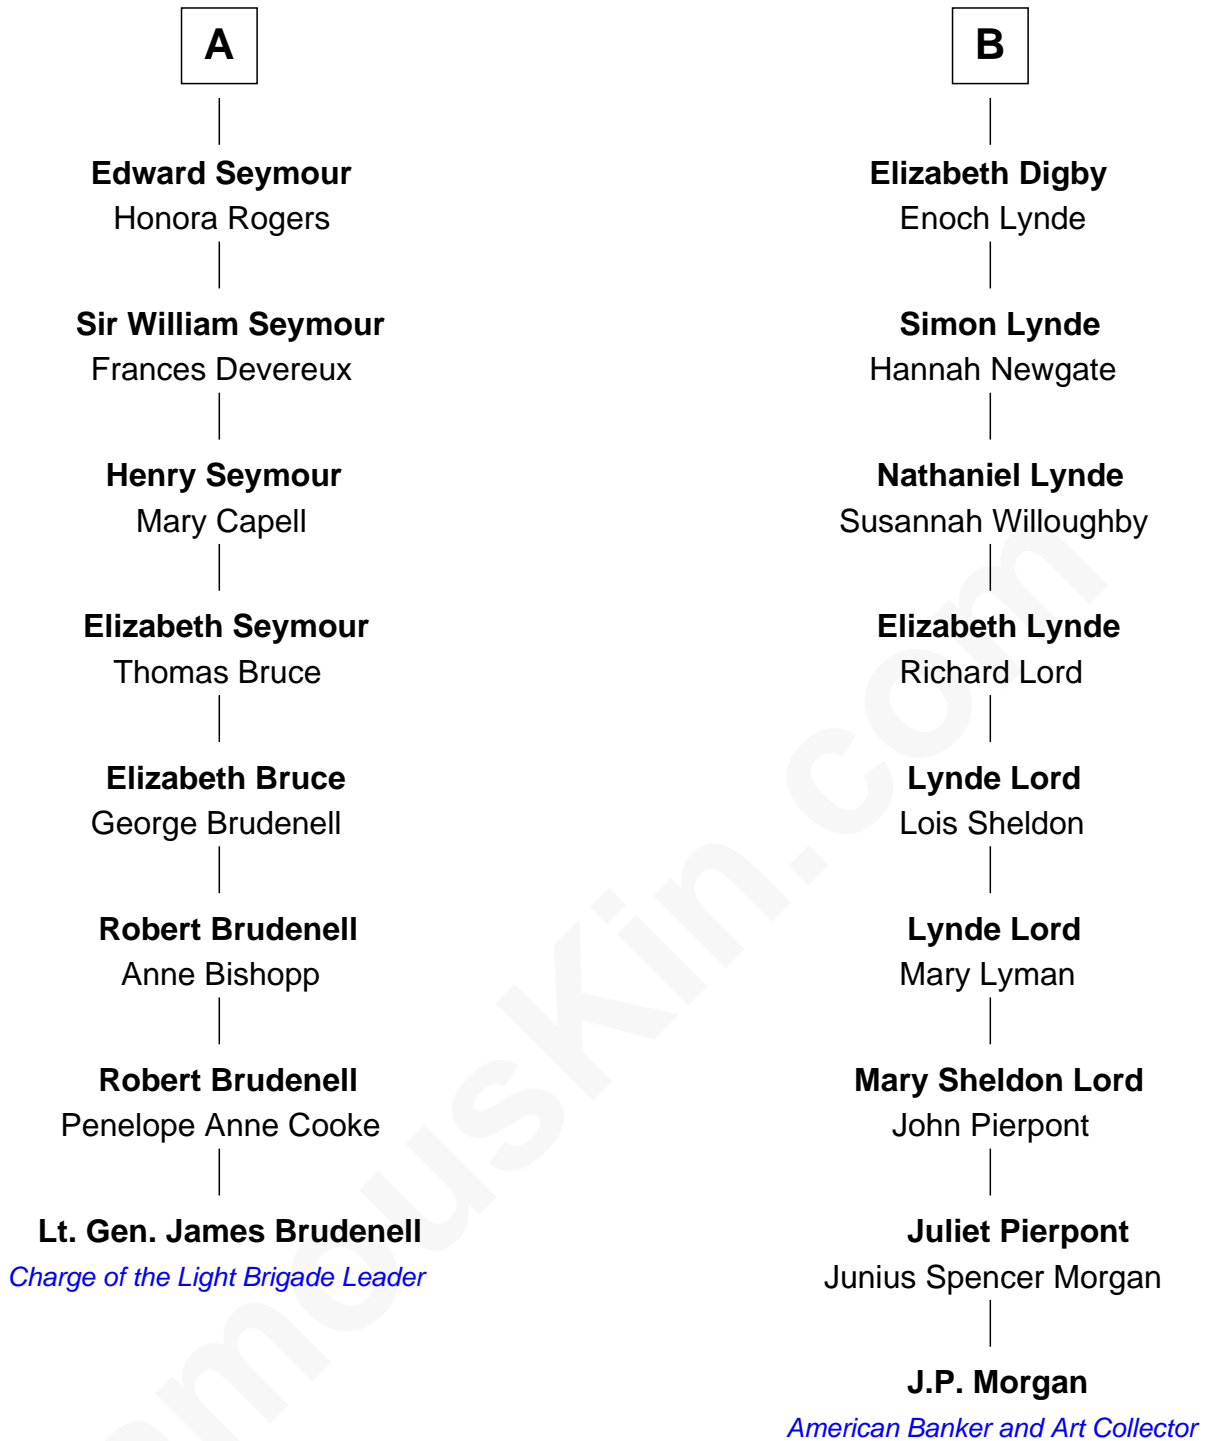 A
Edward Seymour
Honora Rogers
Sir William Seymour
Frances Devereux
Henry Seymour
Mary Capell
Elizabeth Seymour
Thomas Bruce
Elizabeth Bruce
George Brudenell
Robert Brudenell
Anne Bishopp
Robert Brudenell
Penelope Anne Cooke
Lt. Gen. James Brudenell
Charge of the Light Brigade Leader
B
Elizabeth Digby
Enoch Lynde
Simon Lynde
Hannah Newgate
Nathaniel Lynde
Susannah Willoughby
Elizabeth Lynde
Richard Lord
Lynde Lord
Lois Sheldon
Lynde Lord
Mary Lyman
Mary Sheldon Lord
John Pierpont
Juliet Pierpont
Junius Spencer Morgan
J.P. Morgan
American Banker and Art Collector
amousKin.com